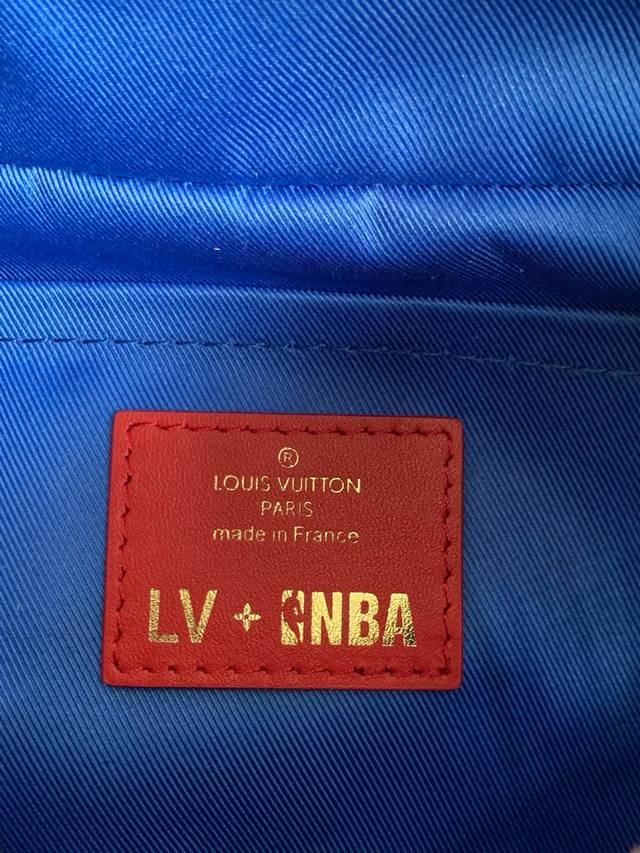 ®
LOUIS VUITTON
PARIS
made in France
LV + NBA